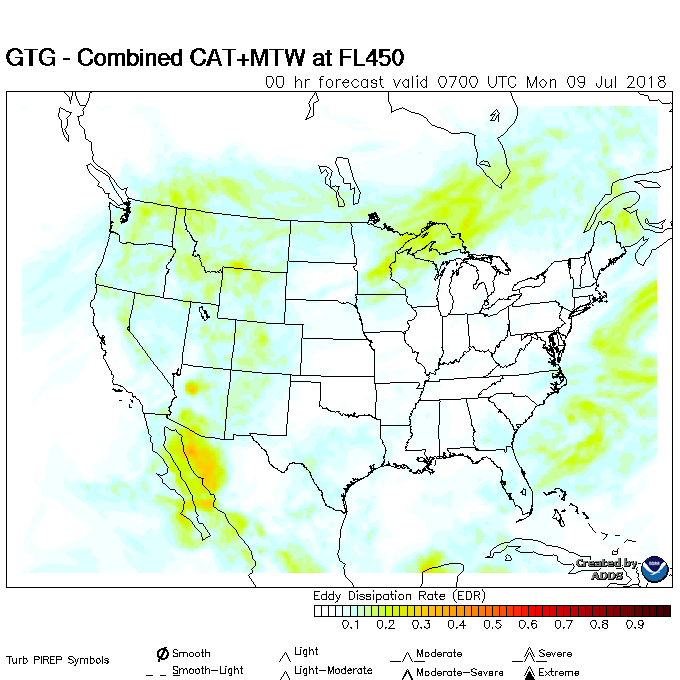 GTG - Combined CAT+MTW at FL450
00 hr forecast valid 0700 UTC Mon 09 Jul 2018
Created by
ADDS
Eddy Dissipation Rate (EDR)
0.1 0.2 0.3 0.4 0.5 0.6 0.7 0.8 0.9
Turb PIREP Symbols
Smooth Light Moderate Severe
Smooth-Light Light-Moderate Moderate-Severe Extreme